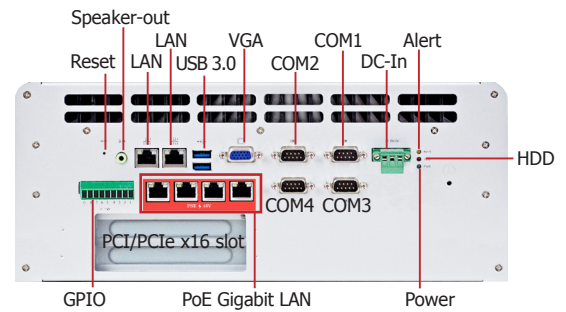 Speaker-out
LAN
VGA
COM1
Alert
Reset
LAN
USB 3.0
COM2
DC-In
HDD
COM4
COM3
PCI/PCIe x16 slot
GPIO
PoE Gigabit LAN
Power